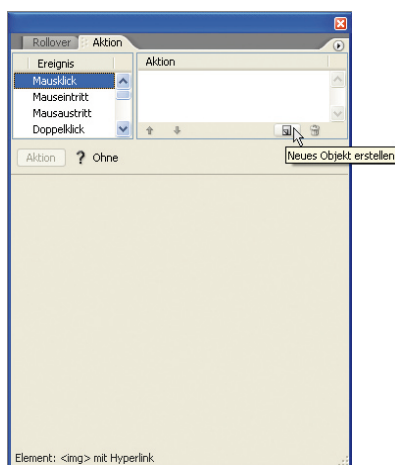 Rollover Aktion
Ereignis Aktion
Mausklick
Mauseintritt
Mausaustritt
Doppelklick
Neues Objekt erstellen
Aktion ? Ohne
Element: <img> mit Hyperlink